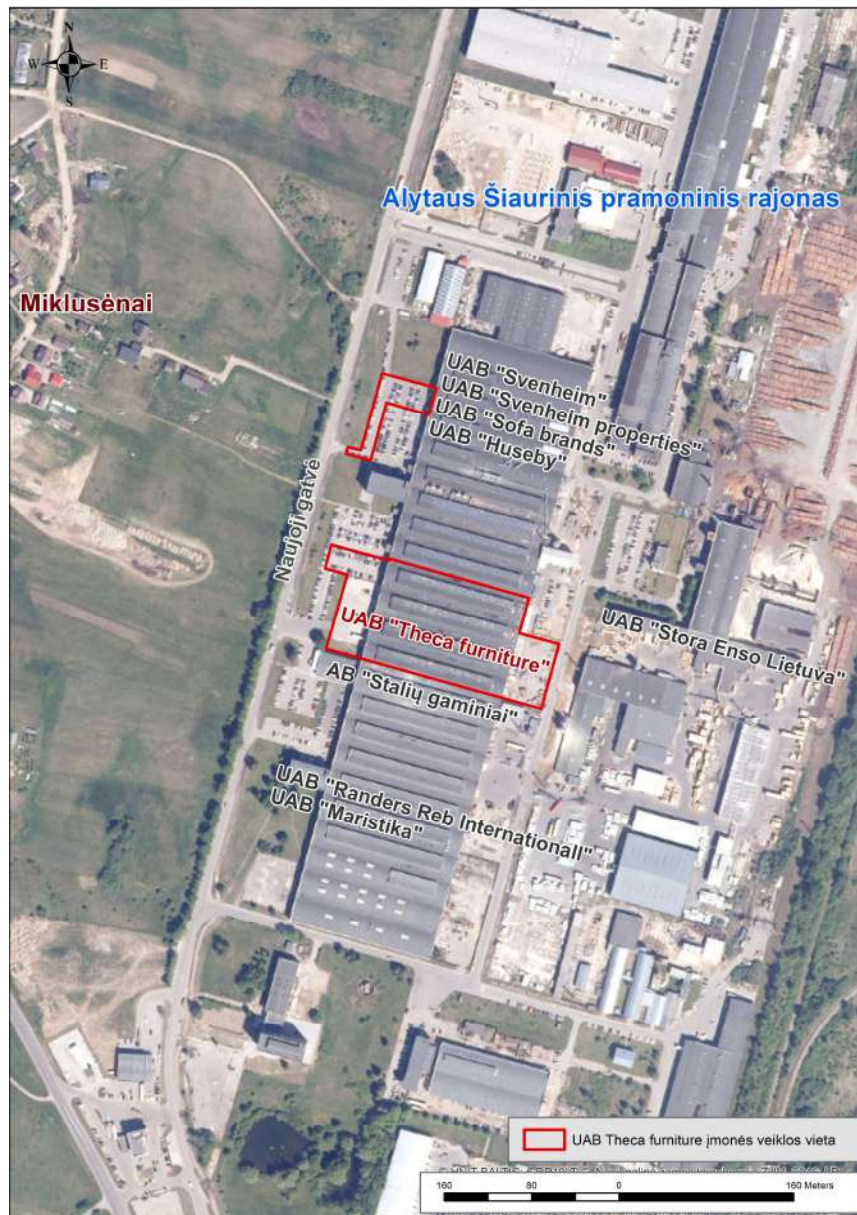 N
W E
S
Alytaus Šiaurinis pramoninis rajonas
Miklusėnai
UAB "Svenheim"
UAB "Svenheim properties"
UAB "Sofa brands"
UAB "Huseby"
Naujoji gatvė
UAB "Theca furniture"
UAB "Stora Enso Lietuva"
AB "Stalių gaminiai"
UAB "Randers Reb Internationall"
UAB "Maristika"
UAB Theca furniture įmonės veiklos vieta
160 80 0 160 Meters